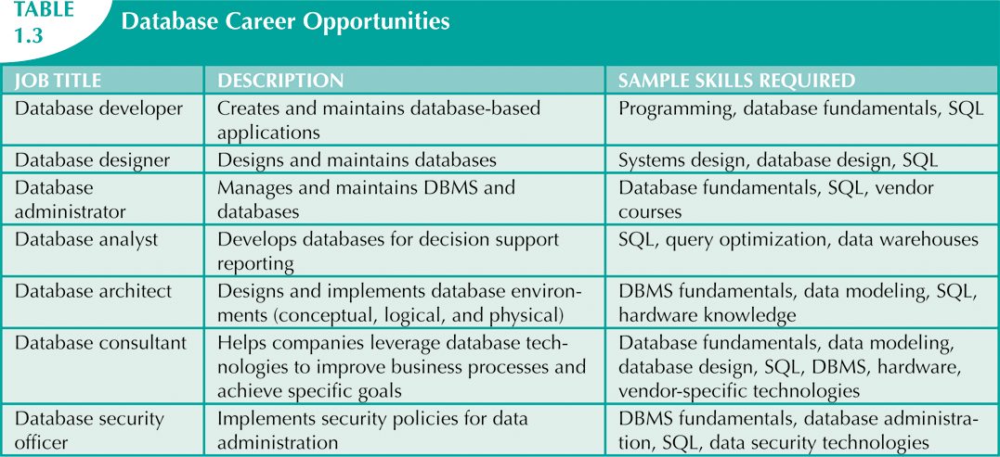 TABLE
1.3
Database Career Opportunities
JOB TITLE DESCRIPTION SAMPLE SKILLS REQUIRED
Database developer Creates and maintains database-based Programming, database fundamentals, SQL
applications
Database designer Designs and maintains databases Systems design, database design, SQL
Database Manages and maintains DBMS and Database fundamentals, SQL, vendor
administrator databases courses
Database analyst Develops databases for decision support SQL, query optimization, data warehouses
reporting
Database architect Designs and implements database environ- DBMS fundamentals, data modeling, SQL,
ments (conceptual, logical, and physical) hardware knowledge
Database consultant Helps companies leverage database tech- Database fundamentals, data modeling,
nologies to improve business processes and database design, SQL, DBMS, hardware,
achieve specific goals vendor-specific technologies
Database security Implements security policies for data DBMS fundamentals, database administra-
officer administration tion, SQL, data security technologies